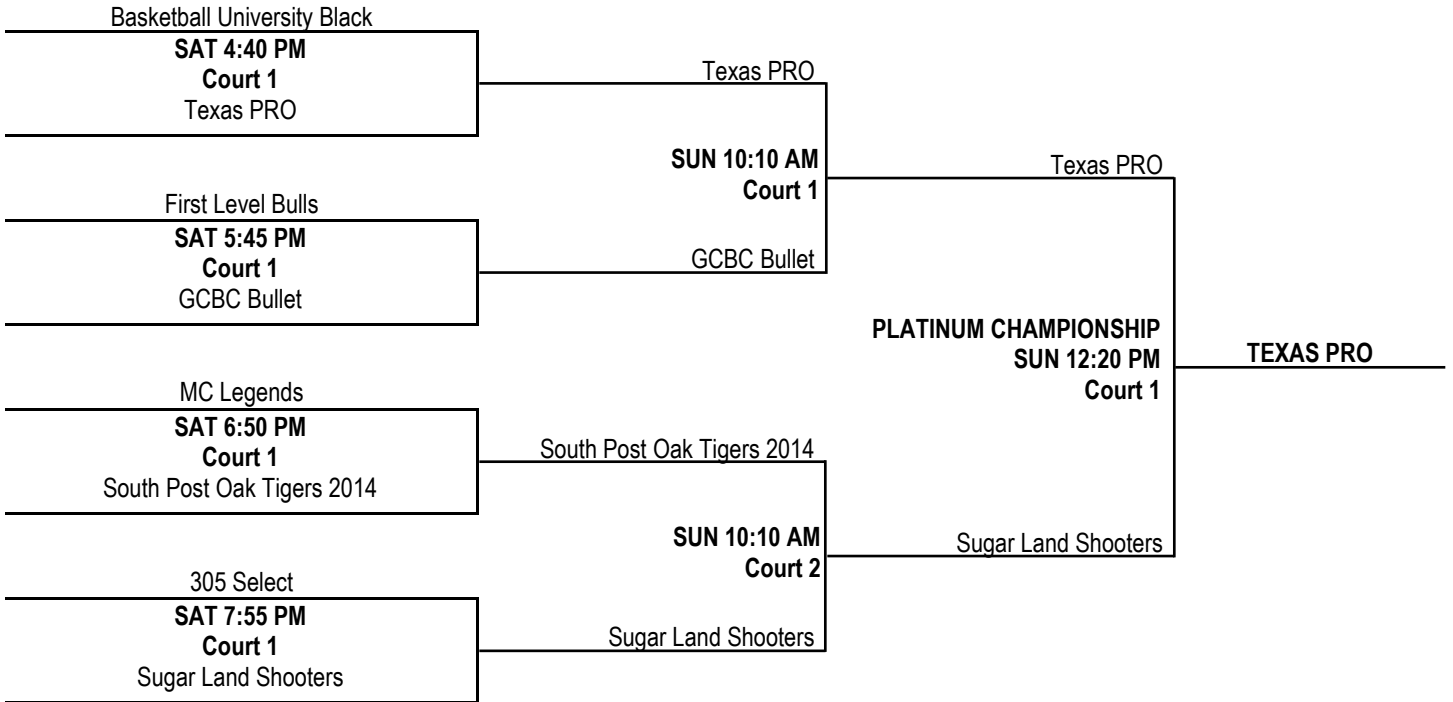 Basketball University Black
SAT 4:40 PM
Court 1
Texas PRO
First Level Bulls
SAT 5:45 PM
Court 1
GCBC Bullet
MC Legends
SAT 6:50 PM
Court 1
South Post Oak Tigers 2014
305 Select
SAT 7:55 PM
Court 1
Sugar Land Shooters
Texas PRO
SUN 10:10 AM
Court 1
GCBC Bullet
South Post Oak Tigers 2014
SUN 10:10 AM
Court 2
Sugar Land Shooters
Texas PRO
PLATINUM CHAMPIONSHIP
SUN 12:20 PM
Court 1
Sugar Land Shooters
TEXAS PRO